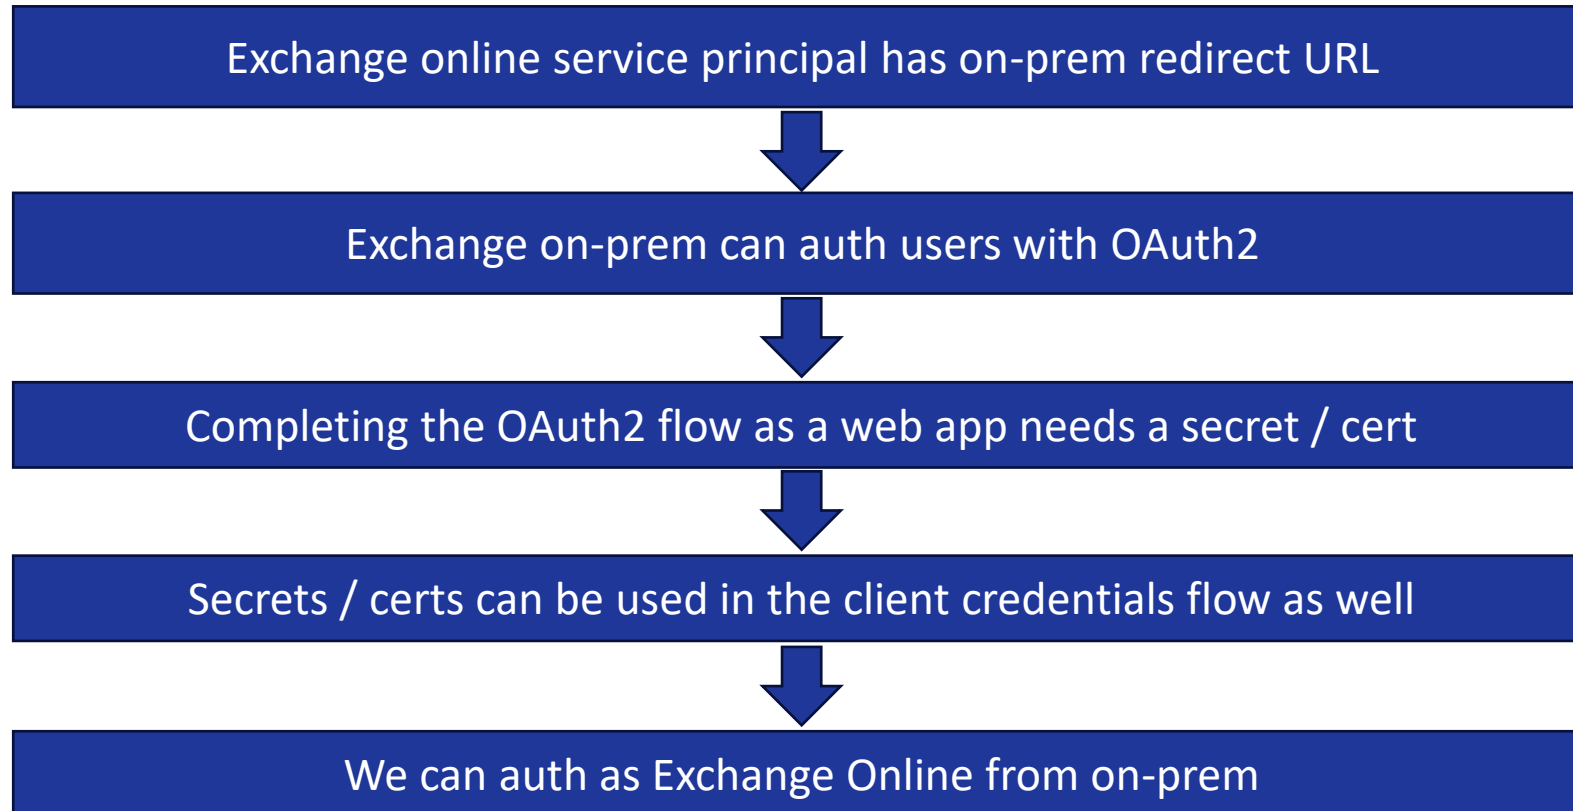 Exchange online service principal has on-prem redirect URL
Exchange on-prem can auth users with OAuth2
Completing the OAuth2 flow as a web app needs a secret / cert
Secrets / certs can be used in the client credentials flow as well
We can auth as Exchange Online from on-prem